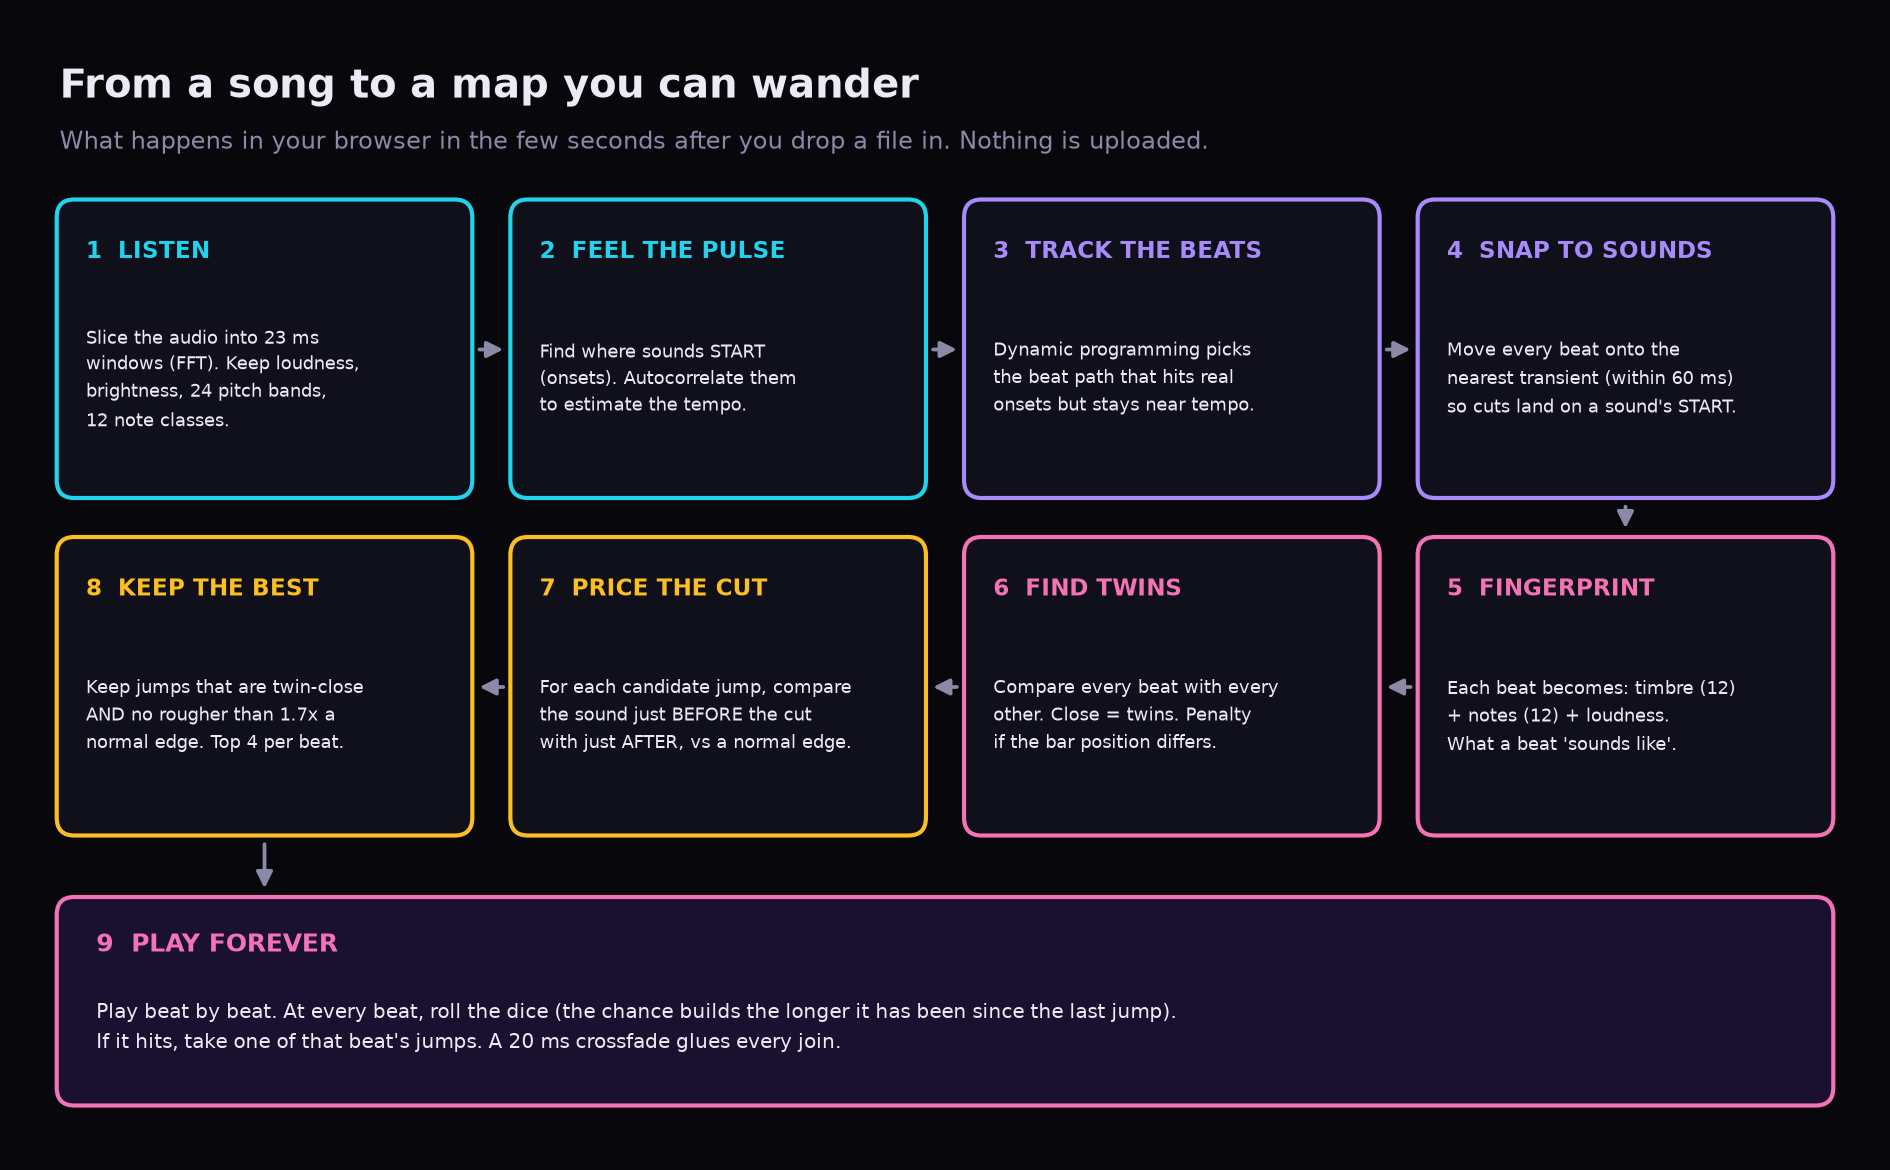 From a song to a map you can wander
What happens in your browser in the few seconds after you drop a file in. Nothing is uploaded.
1 LISTEN
Slice the audio into 23 ms
windows (FFT). Keep loudness,
brightness, 24 pitch bands,
12 note classes.
2 FEEL THE PULSE
Find where sounds START
(onsets). Autocorrelate them
to estimate the tempo.
3 TRACK THE BEATS
Dynamic programming picks
the beat path that hits real
onsets but stays near tempo.
4 SNAP TO SOUNDS
Move every beat onto the
nearest transient (within 60 ms)
so cuts land on a sound's START.
5 FINGERPRINT
Each beat becomes: timbre (12)
+ notes (12) + loudness.
What a beat 'sounds like'.
6 FIND TWINS
Compare every beat with every
other. Close = twins. Penalty
if the bar position differs.
7 PRICE THE CUT
For each candidate jump, compare
the sound just BEFORE the cut
with just AFTER, vs a normal edge.
8 KEEP THE BEST
Keep jumps that are twin-close
AND no rougher than 1.7x a
normal edge. Top 4 per beat.
9 PLAY FOREVER
Play beat by beat. At every beat, roll the dice (the chance builds the longer it has been since the last jump).
If it hits, take one of that beat's jumps. A 20 ms crossfade glues every join.